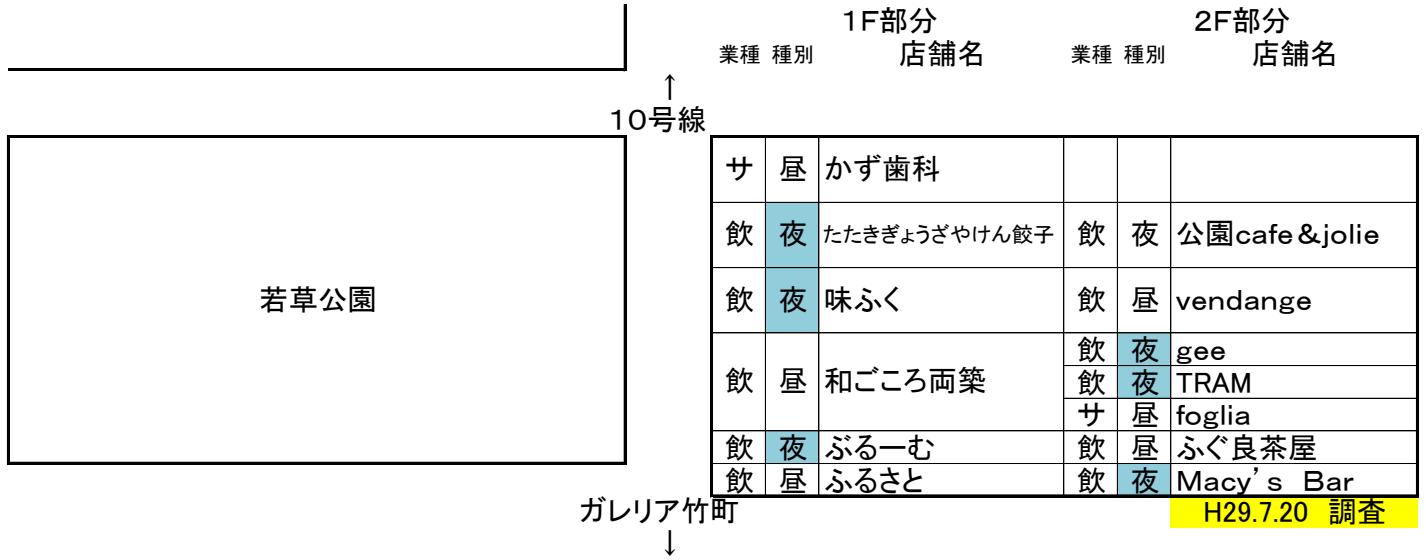 1F部分 2F部分
業種 種別 店舗名 業種 種別 店舗名
↑
10号線
サ 昼 かず歯科
飲 夜 たたきぎょうざやけん餃子 飲 夜 公園cafe&jolie
若草公園
飲 夜 味ふく 飲 昼 vendange
飲 昼 和ごころ両築
飲 夜 gee
飲 夜 TRAM
サ 昼 foglia
飲 夜 ぶるーむ 飲 昼 ふぐ良茶屋
飲 昼 ふるさと 飲 夜 Macy's Bar
ガレリア竹町
↓
H29.7.20 調査